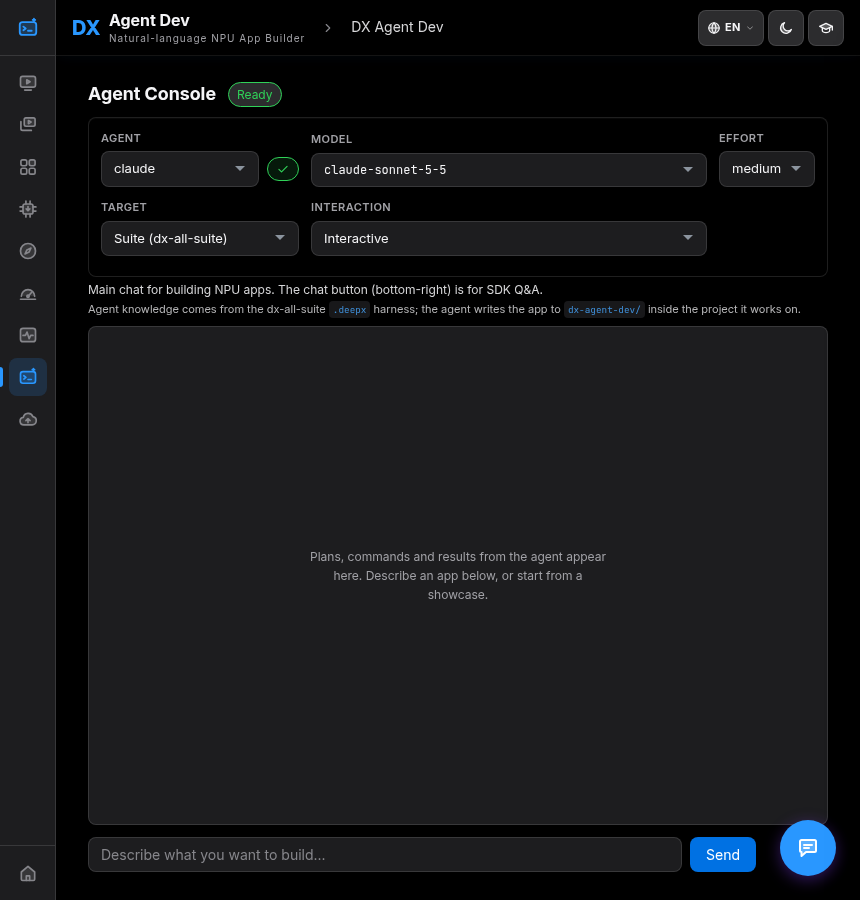 DX
Agent Dev
Natural-language NPU App Builder
DX Agent Dev
EN
Agent Console
Ready
AGENT
MODEL
EFFORT
claude
claude-sonnet-5-5
medium
TARGET
INTERACTION
Suite (dx-all-suite)
Interactive
Main chat for building NPU apps. The chat button (bottom-right) is for SDK Q&A.
Agent knowledge comes from the dx-all-suite .deepx harness; the agent writes the app to dx-agent-dev/ inside the project it works on.
Plans, commands and results from the agent appear
here. Describe an app below, or start from a
showcase.
Describe what you want to build...
Send